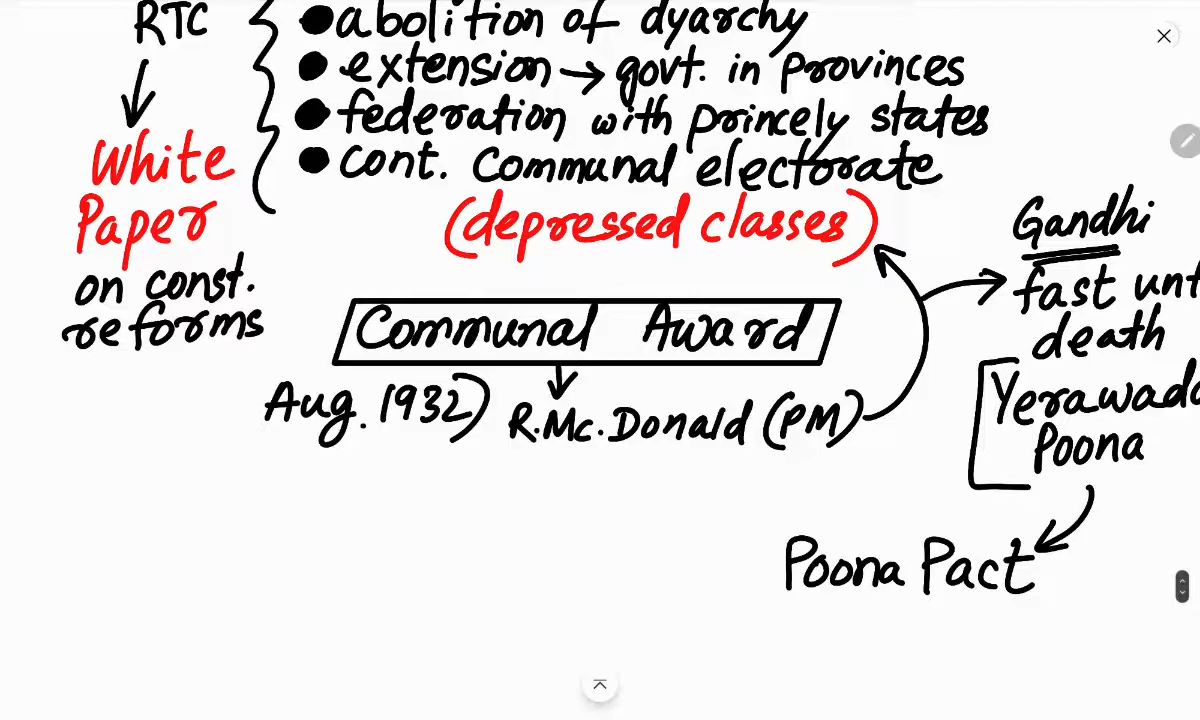 RTC
• abolition of dyarchy
• extension → govt. in provinces
• federation with princely states
• cont. communal electorate
(depressed classes)
White
Paper
on const.
reforms
Communal Award
Aug. 1932)
R.Mc.Donald (PM)
Gandhi
fast unt
death
Yerawada
Poona
Poona Pact